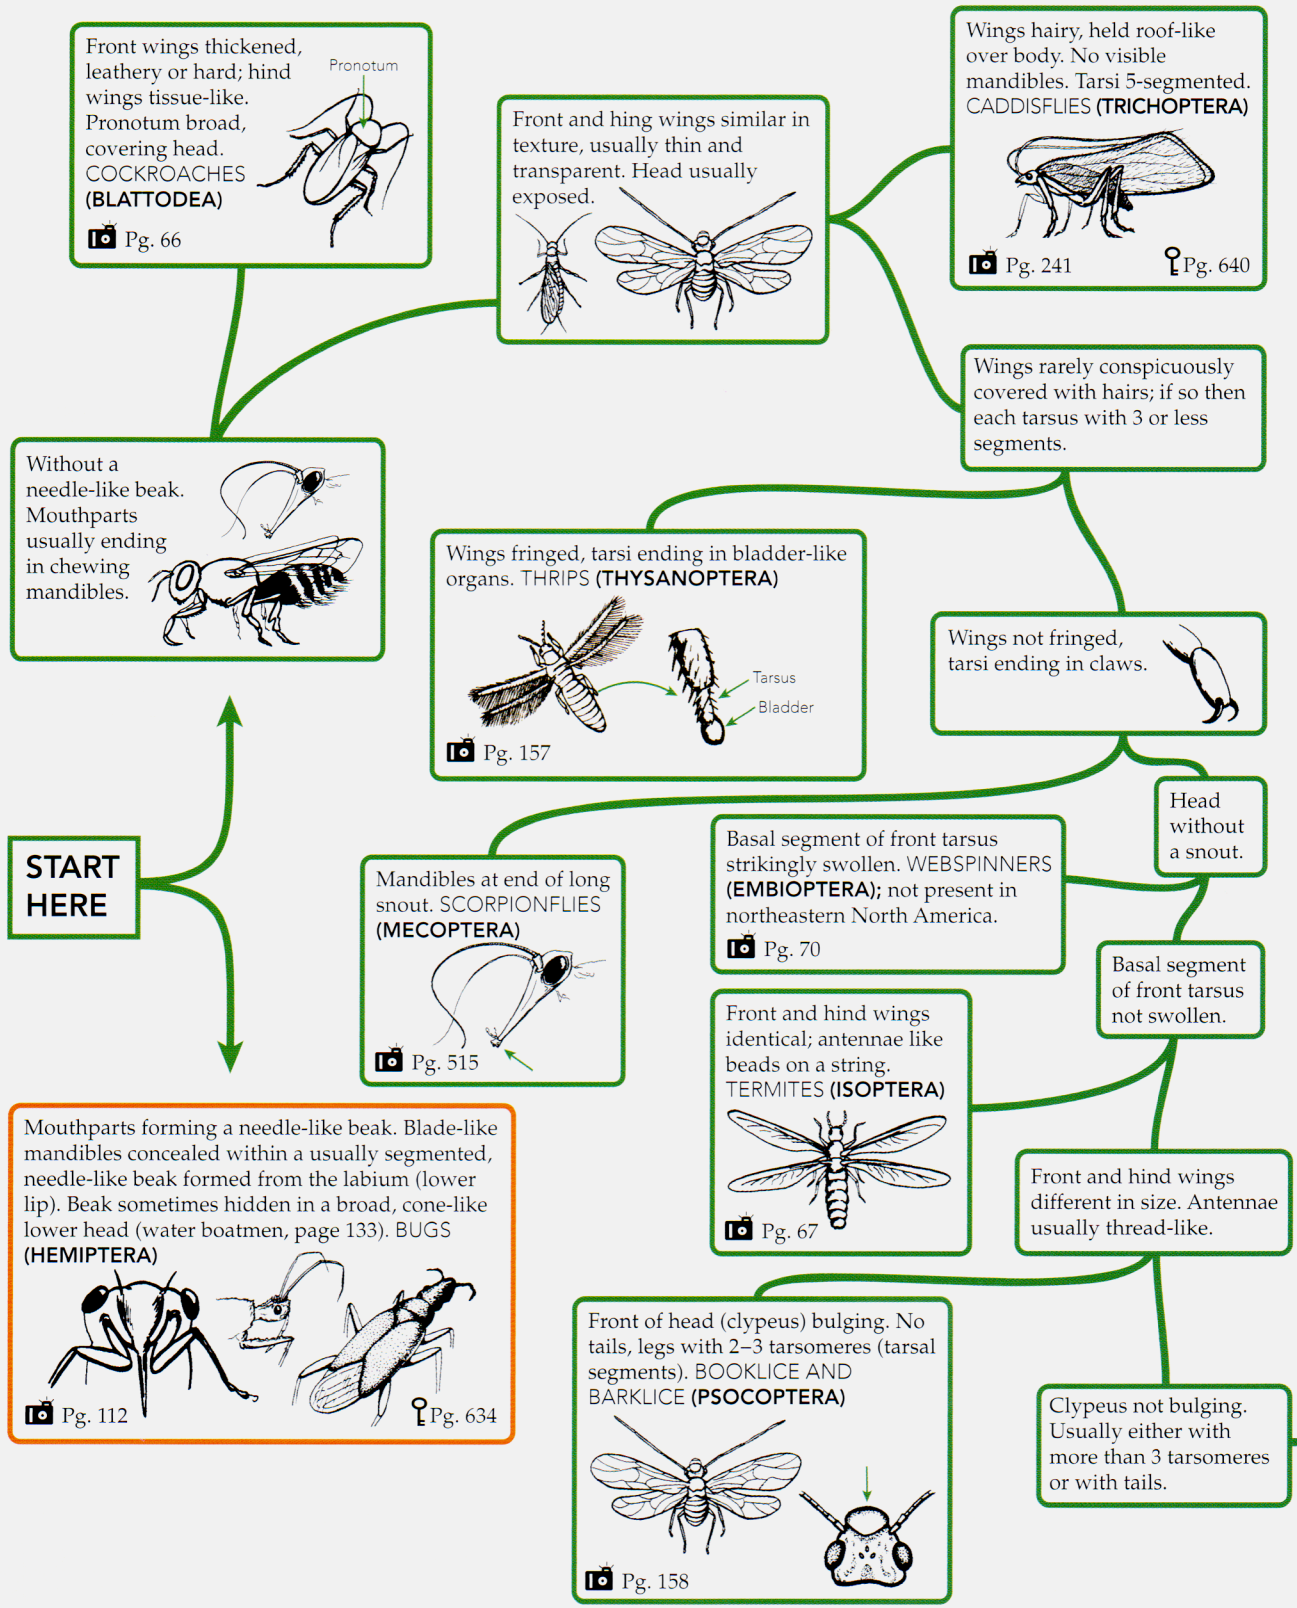 START
HERE
Without a
needle-like beak.
Mouthparts
usually ending
in chewing
mandibles.
Front wings thickened,
leathery or hard; hind
wings tissue-like.
Pronotum broad,
covering head.
COCKROACHES
(BLATTODEA)
Pronotum
Pg. 66
Front and hing wings similar in
texture, usually thin and
transparent. Head usually
exposed.
Wings hairy, held roof-like
over body. No visible
mandibles. Tarsi 5-segmented.
CADDISFLIES (TRICHOPTERA)
Pg. 241
Pg. 640
Wings rarely conspicuously
covered with hairs; if so then
each tarsus with 3 or less
segments.
Wings fringed, tarsi ending in bladder-like
organs. THRIPS (THYSANOPTERA)
Tarsus
Bladder
Pg. 157
Wings not fringed,
tarsi ending in claws.
Mandibles at end of long
snout. SCORPIONFLIES
(MECOPTERA)
Pg. 515
Head
without
a snout.
Basal segment of front tarsus
strikingly swollen. WEBSPINNERS
(EMBIOPTERA); not present in
northeastern North America.
Pg. 70
Basal segment
of front tarsus
not swollen.
Front and hind wings
identical; antennae like
beads on a string.
TERMITES (ISOPTERA)
Pg. 67
Front and hind wings
different in size. Antennae
usually thread-like.
Front of head (clypeus) bulging. No
tails, legs with 2–3 tarsomeres (tarsal
segments). BOOKLICE AND
BARKLICE (PSOCOPTERA)
Pg. 158
Clypeus not bulging.
Usually either with
more than 3 tarsomeres
or with tails.
Mouthparts forming a needle-like beak. Blade-like
mandibles concealed within a usually segmented,
needle-like beak formed from the labium (lower
lip). Beak sometimes hidden in a broad, cone-like
lower head (water boatmen, page 133). BUGS
(HEMIPTERA)
Pg. 112
Pg. 634